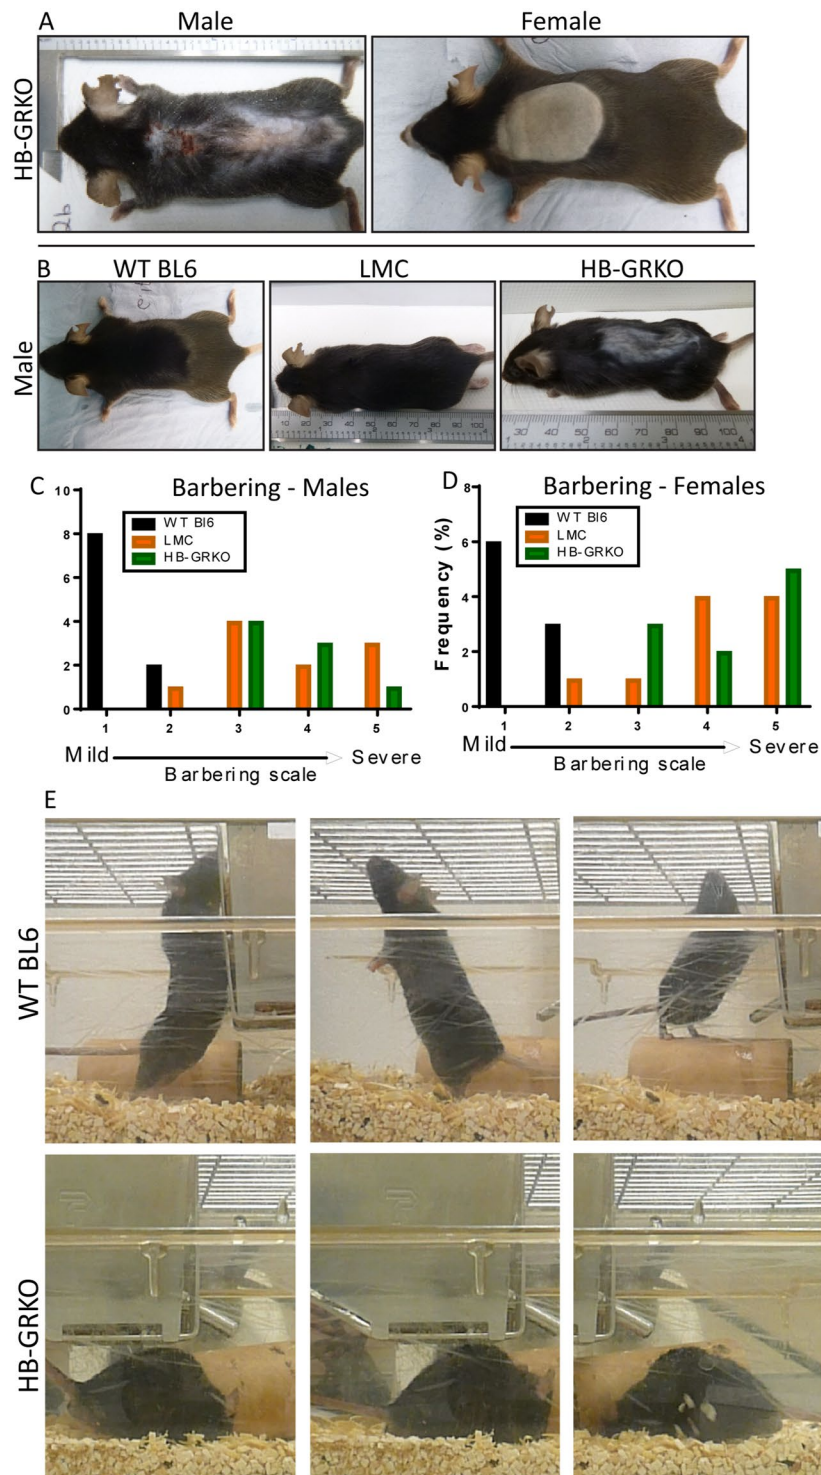 A
Male
Female
HB-GRKO
B
WT BL6
LMC
HB-GRKO
Male
C
Barbering - Males
10
8
6
4
2
0
WT Bl6
LMC
HB-GRKO
1 2 3 4 5
Mild Severe
Barbering scale
D
Barbering - Females
Frequency (%)
8
6
4
2
0
WT Bl6
LMC
HB-GRKO
1 2 3 4 5
Mild Severe
Barbering scale
E
WT BL6
HB-GRKO